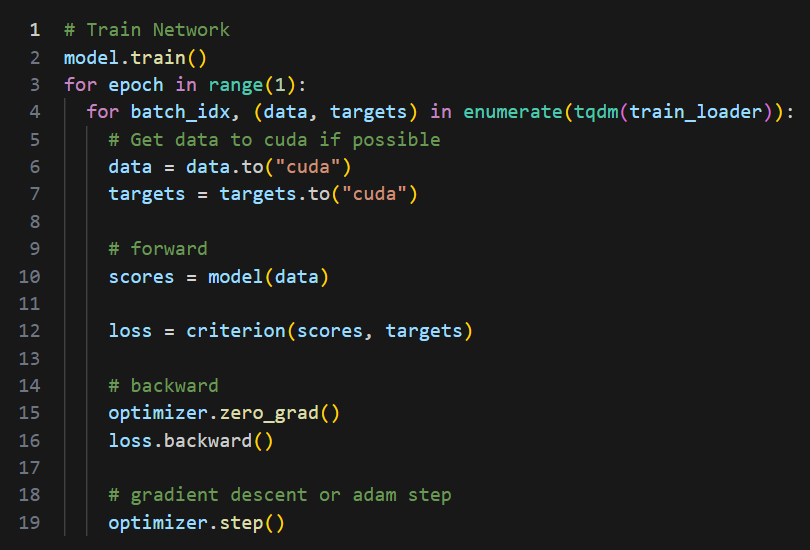 1 # Train Network
2 model.train()
3 for epoch in range(1):
4     for batch_idx, (data, targets) in enumerate(tqdm(train_loader)):
5         # Get data to cuda if possible
6         data = data.to("cuda")
7         targets = targets.to("cuda")
8
9         # forward
10         scores = model(data)
11
12         loss = criterion(scores, targets)
13
14         # backward
15         optimizer.zero_grad()
16         loss.backward()
17
18         # gradient descent or adam step
19         optimizer.step()